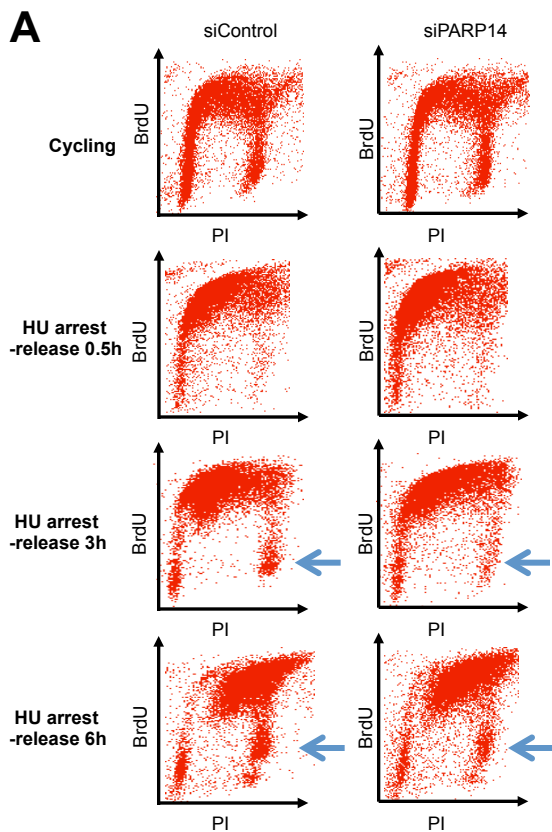 A
siControl
siPARP14
Cycling
BrdU
PI
BrdU
PI
HU arrest
-release 0.5h
BrdU
PI
BrdU
PI
HU arrest
-release 3h
BrdU
PI
BrdU
PI
HU arrest
-release 6h
BrdU
PI
BrdU
PI